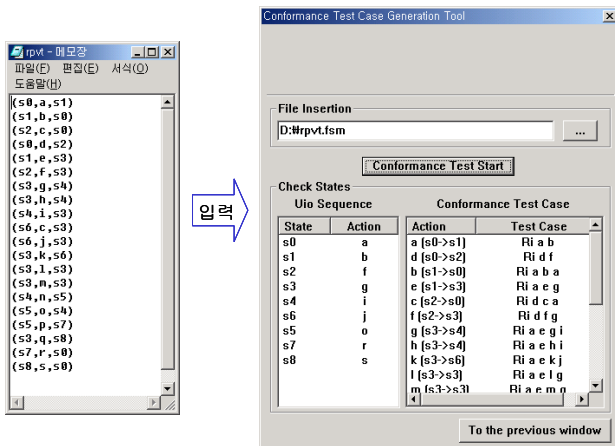 rpvt - 메모장
파일(F) 편집(E) 서식(O)
도움말(H)
(s0,a,s1)
(s1,b,s0)
(s2,c,s0)
(s0,d,s2)
(s1,e,s3)
(s2,f,s3)
(s3,g,s4)
(s3,h,s4)
(s4,i,s3)
(s6,c,s3)
(s6,j,s3)
(s3,k,s6)
(s3,l,s3)
(s3,m,s3)
(s4,n,s5)
(s5,o,s4)
(s5,p,s7)
(s3,q,s8)
(s7,r,s0)
(s8,s,s0)
입력
Conformance Test Case Generation Tool
File Insertion
D:\#rpvt.fsm ...
Conformance Test Start
Check States
Uio Sequence Conformance Test Case
State Action Action Test Case
s0 a a (s0->s1) Ri a b
s1 b d (s0->s2) Ri d f
s2 f b (s1->s0) Ri a b a
s3 g e (s1->s3) Ri a e g
s4 i c (s2->s0) Ri d c a
s6 j f (s2->s3) Ri d f g
s5 o g (s3->s4) Ri a e g i
s7 r h (s3->s4) Ri a e h i
s8 s k (s3->s6) Ri a e k j
l (s3->s3) Ri a e l g
m (s3->s3) Ri a e m g
To the previous window